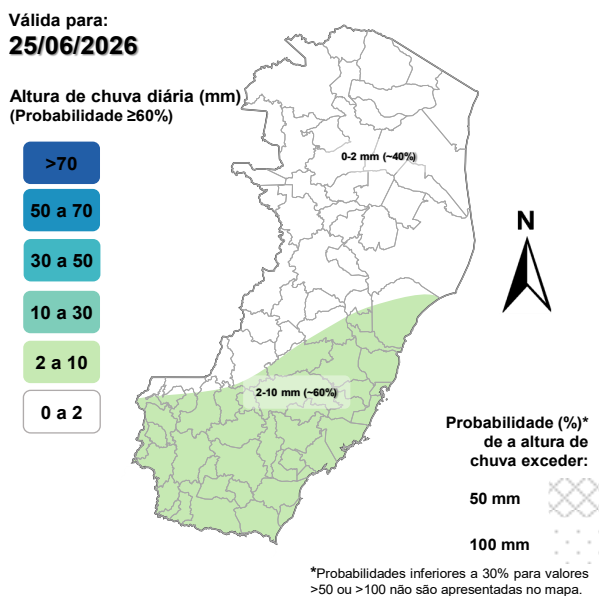 Válida para:
25/06/2026
Altura de chuva diária (mm)
(Probabilidade ≥60%)
>70
50 a 70
30 a 50
10 a 30
2 a 10
0 a 2
0-2 mm (~40%)
2-10 mm (~60%)
N
Probabilidade (%)*
de a altura de
chuva exceder:
50 mm
100 mm
*Probabilidades inferiores a 30% para valores
>50 ou >100 não são apresentadas no mapa.